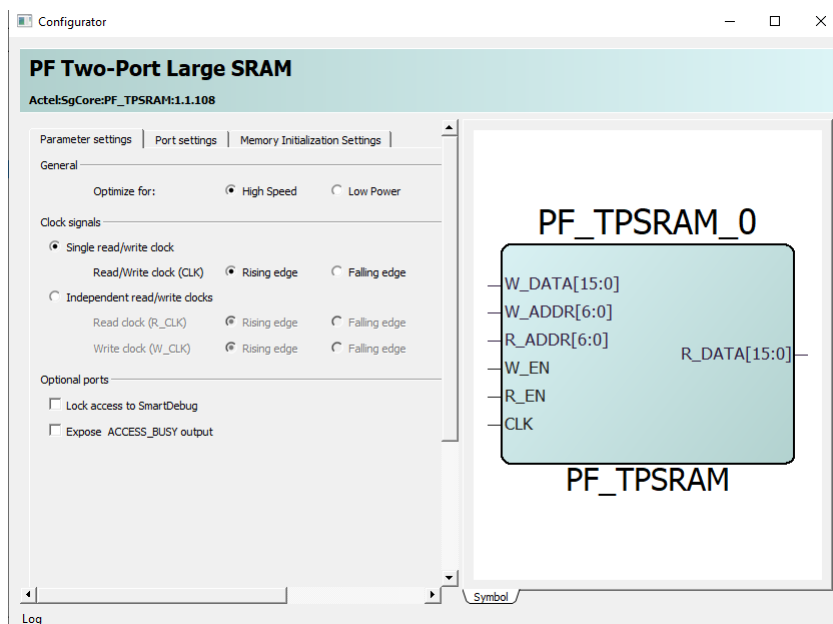 Configurator
PF Two-Port Large SRAM
Actel:SgCore:PF_TPSRAM:1.1.108
Parameter settings Port settings Memory Initialization Settings
General
Optimize for: High Speed Low Power
Clock signals
Single read/write clock
Read/Write clock (CLK) Rising edge Falling edge
Independent read/write clocks
Read clock (R_CLK) Rising edge Falling edge
Write clock (W_CLK) Rising edge Falling edge
Optional ports
Lock access to SmartDebug
Expose ACCESS_BUSY output
PF_TPSRAM_0
W_DATA[15:0]
W_ADDR[6:0]
R_ADDR[6:0]
R_DATA[15:0]
W_EN
R_EN
CLK
PF_TPSRAM
Symbol
Log